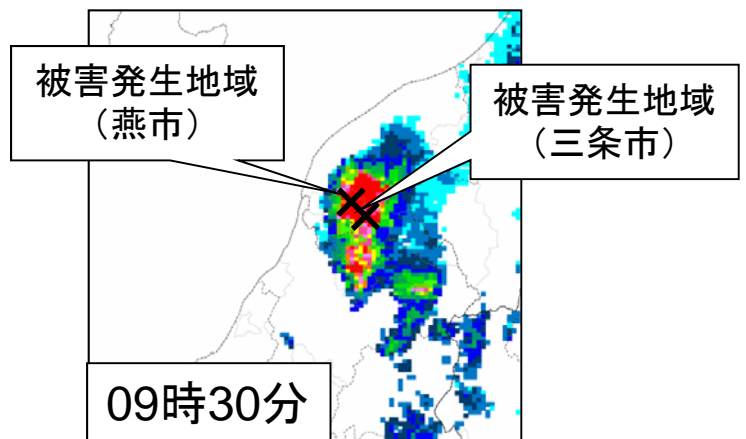 被害発生地域
（燕市）
被害発生地域
（三条市）
09時30分